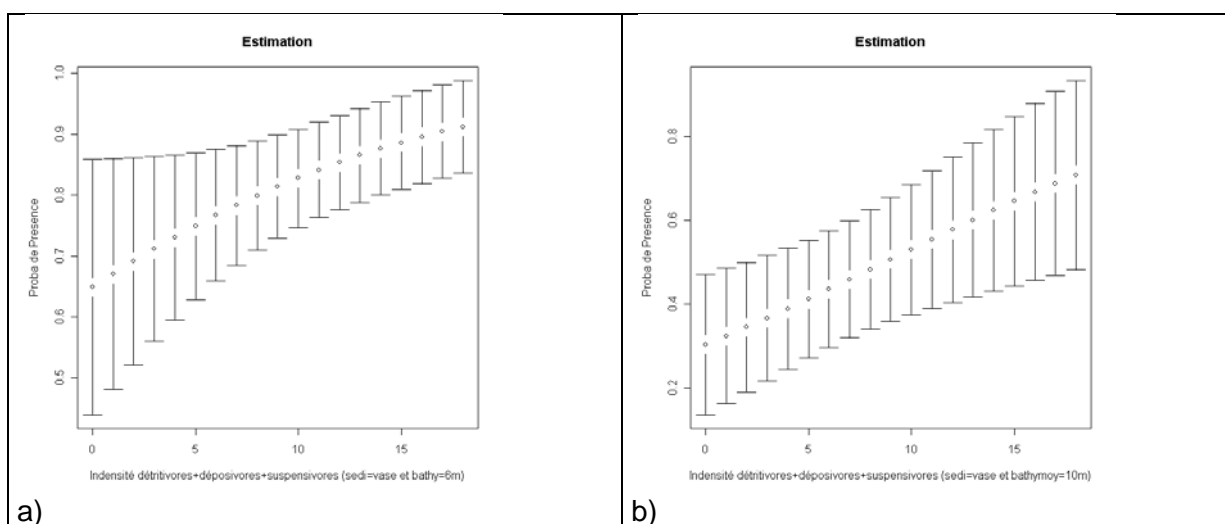 Estimation
Proba de Presence
1.0
0.9
0.8
0.7
0.6
0.5
0
5
10
15
Indensité détritivores+déposivores+suspensivores (sedi=vase et bathy=6m)
a)
Estimation
Proba de Presence
0.8
0.6
0.4
0.2
0
5
10
15
Indensité détritivores+déposivores+suspensivores (sedi=vase et bathymoy=10m)
b)